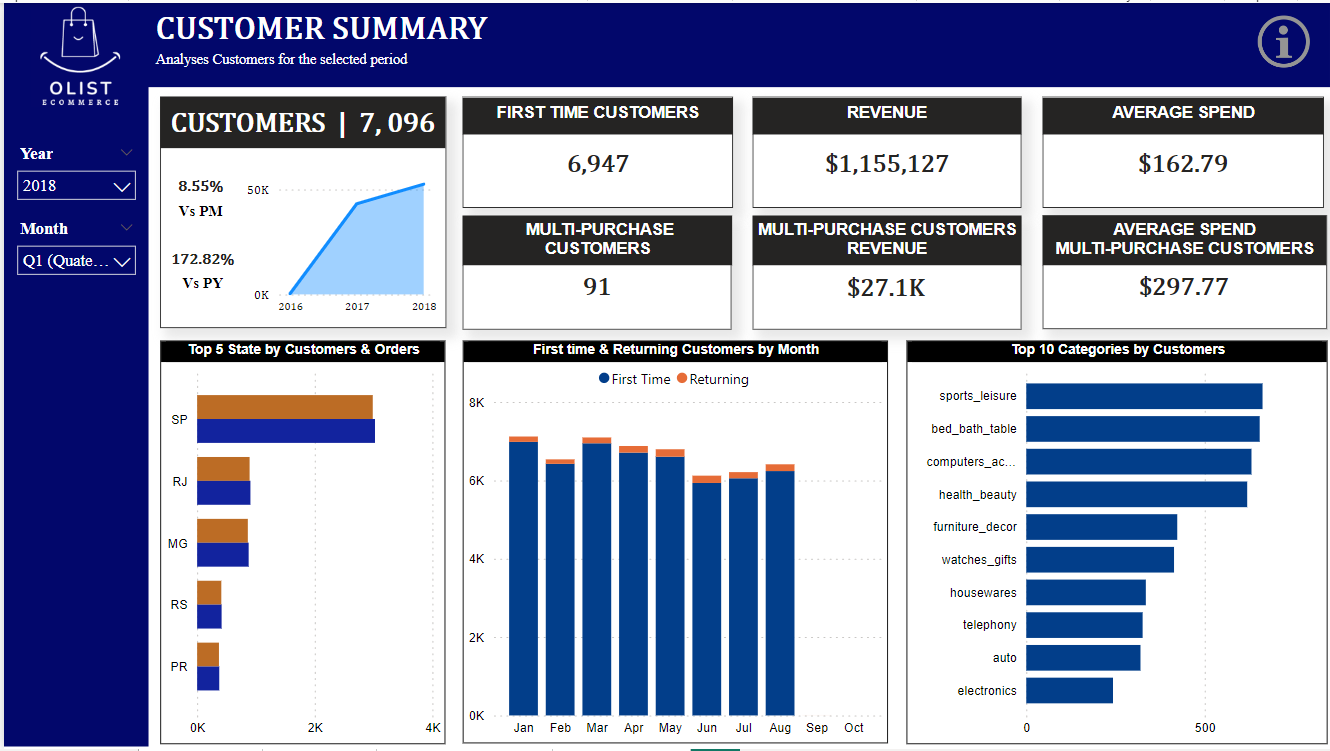 CUSTOMER SUMMARY
Analyses Customers for the selected period
OLIST
ECOMMERCE
Year
2018
Month
Q1 (Quate...
CUSTOMERS | 7,096
8.55%
Vs PM
172.82%
Vs PY
50K
0K
2016 2017 2018
FIRST TIME CUSTOMERS
6,947
REVENUE
$1,155,127
AVERAGE SPEND
$162.79
MULTI-PURCHASE
CUSTOMERS
91
MULTI-PURCHASE CUSTOMERS
REVENUE
$27.1K
AVERAGE SPEND
MULTI-PURCHASE CUSTOMERS
$297.77
Top 5 State by Customers & Orders
SP
RJ
MG
RS
PR
0K 2K 4K
First time & Returning Customers by Month
First Time Returning
8K
6K
4K
2K
0K
Jan Feb Mar Apr May Jun Jul Aug Sep Oct
Top 10 Categories by Customers
sports_leisure
bed_bath_table
computers_ac...
health_beauty
furniture_decor
watches_gifts
housewares
telephony
auto
electronics
0 500